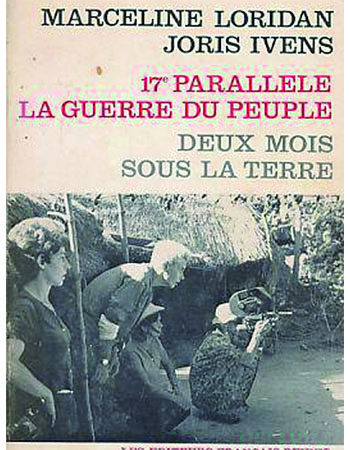 MARCELINE LORIDAN
JORIS IVENS
17e PARALLELE
LA GUERRE DU PEUPLE
DEUX MOIS
SOUS LA TERRE